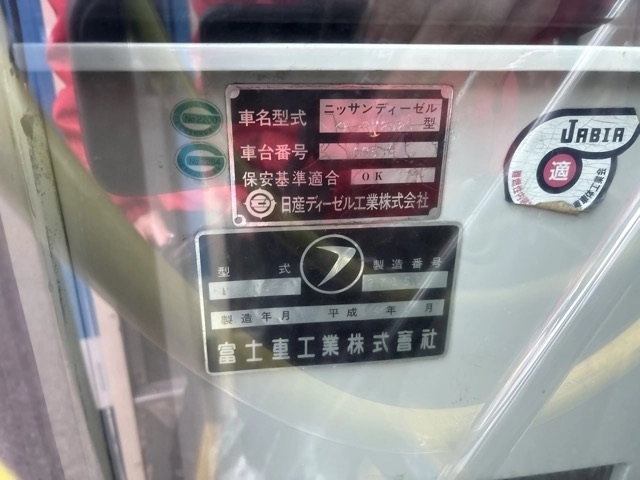 車名型式 ニッサンディーゼル
型
車台番号
保安基準適合 OK
日産ディーゼル工業株式会社
JABIA
適
型式 製造番号
製造年月 平成 年 月
富士重工業株式會社